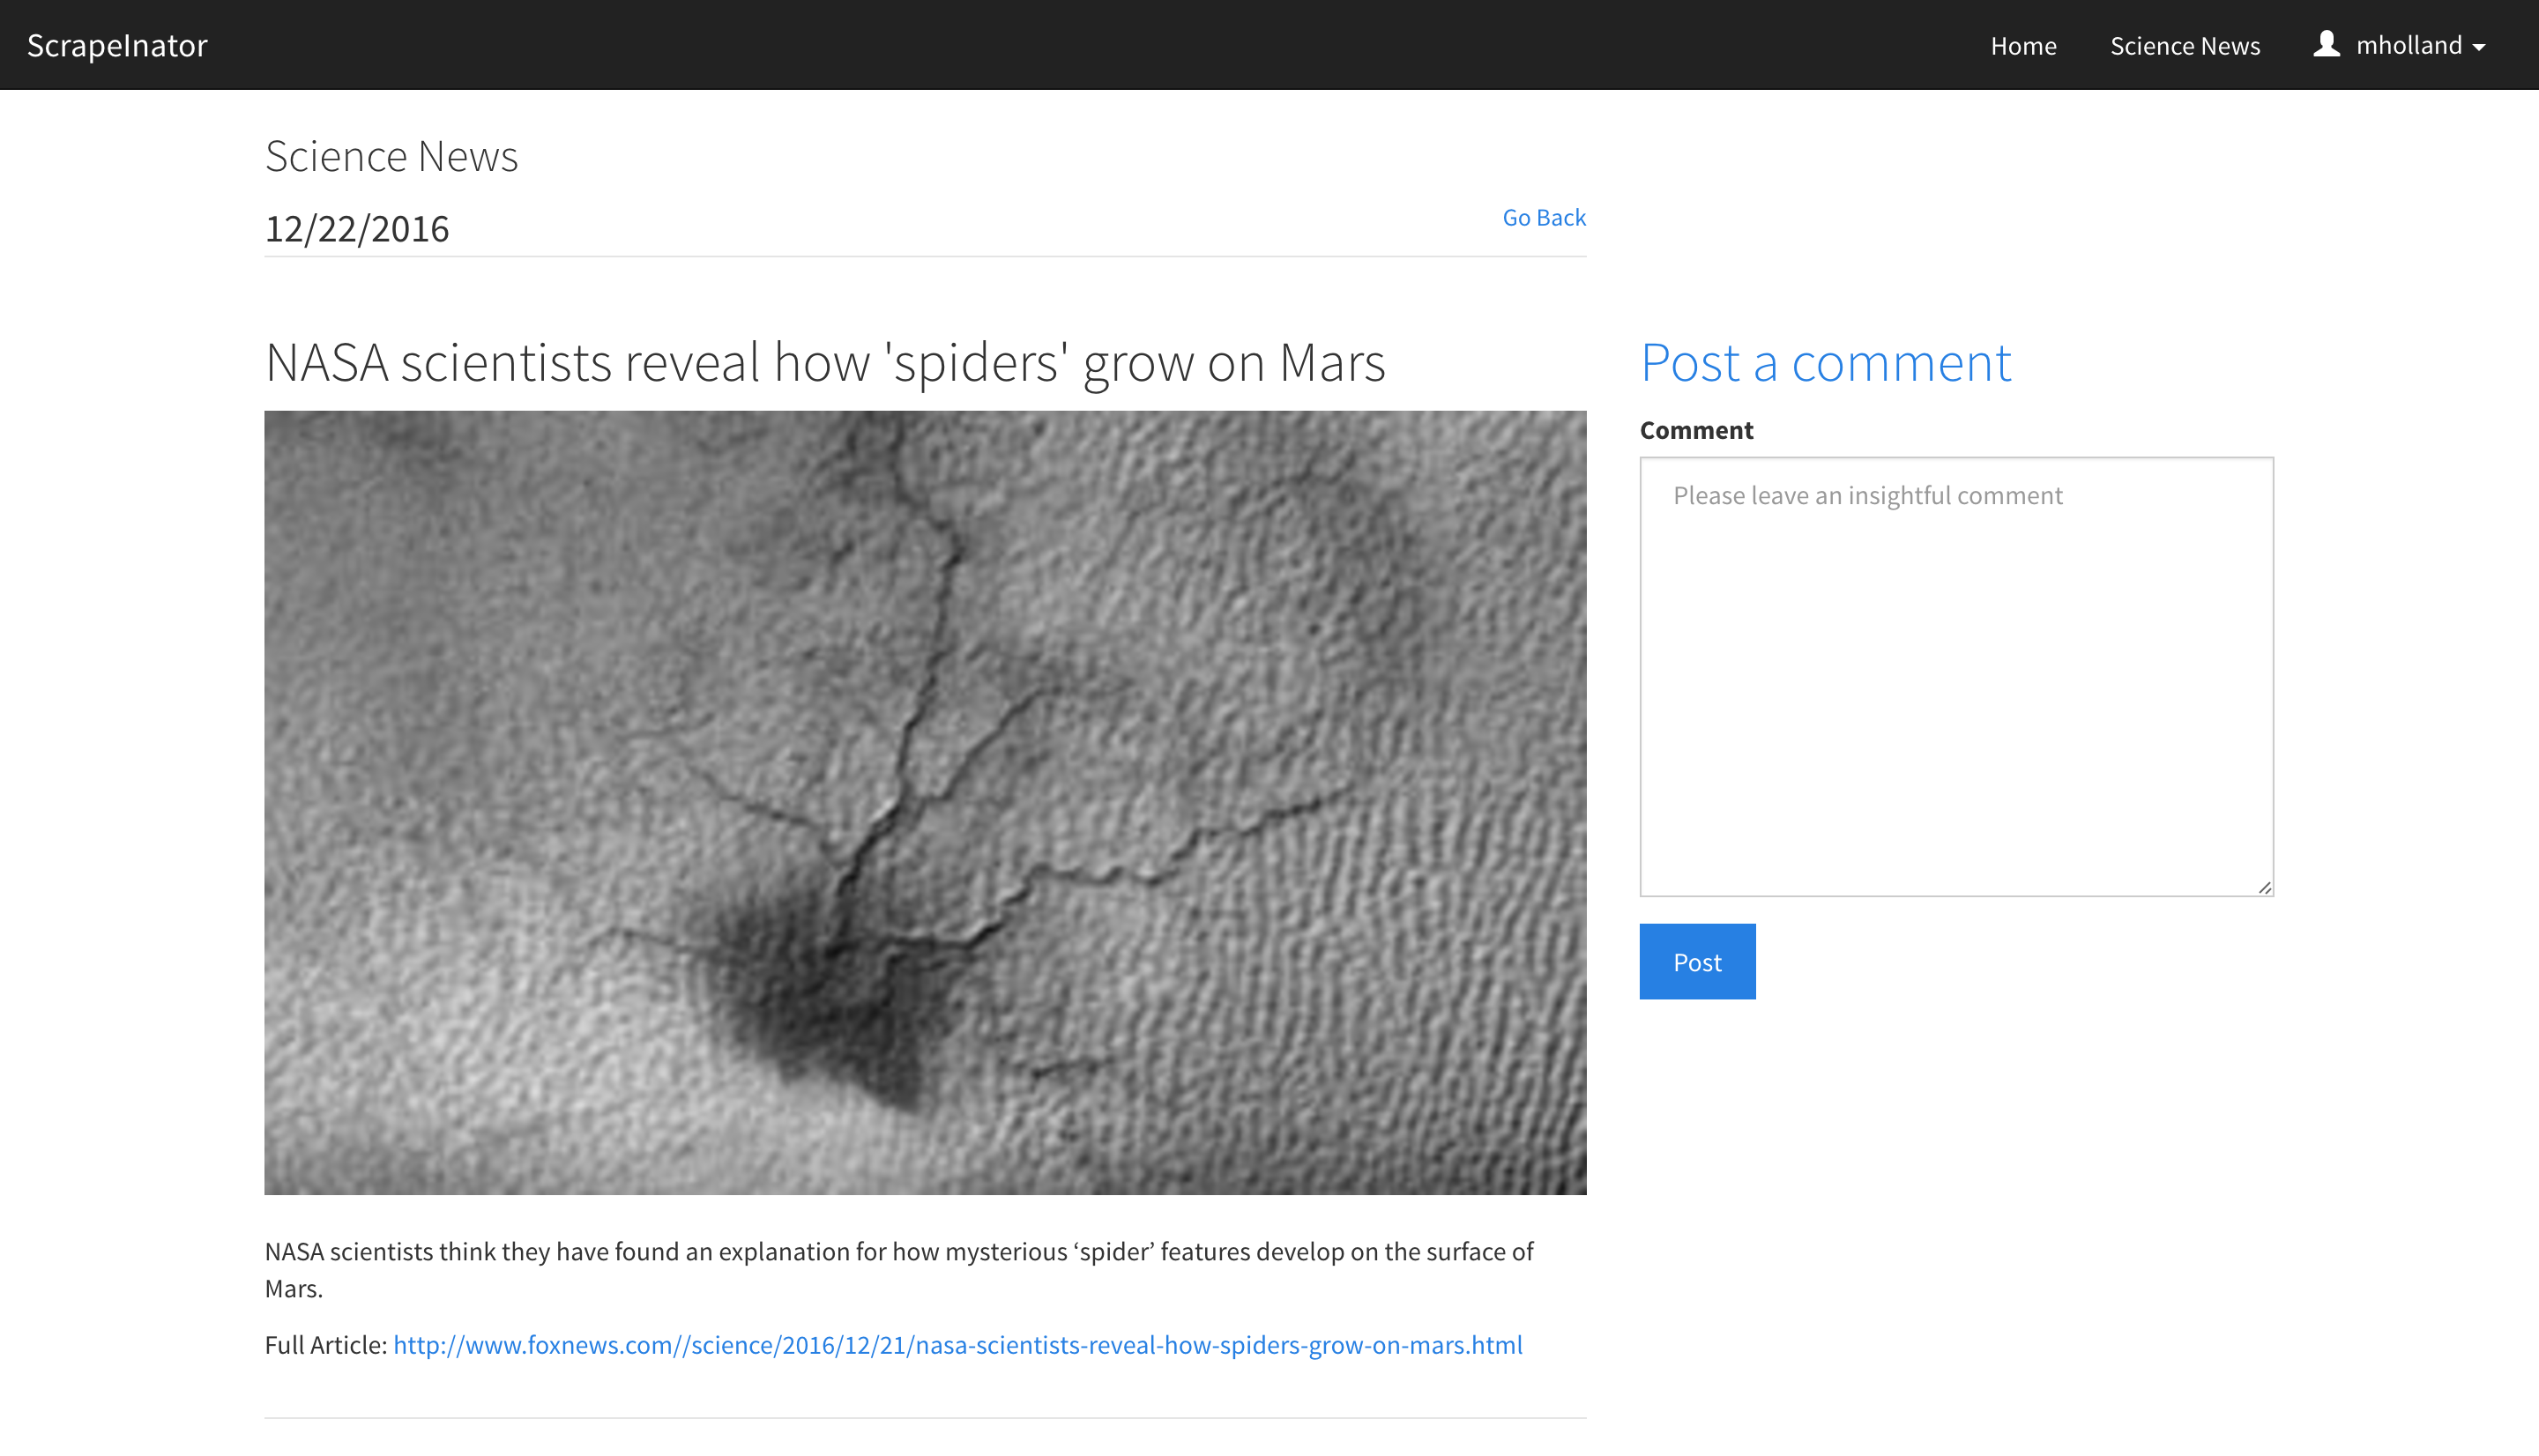 ScrapeInator
Home
Science News
mholland
Science News
12/22/2016
Go Back
NASA scientists reveal how 'spiders' grow on Mars
NASA scientists think they have found an explanation for how mysterious ‘spider’ features develop on the surface of
Mars.
Full Article: http://www.foxnews.com//science/2016/12/21/nasa-scientists-reveal-how-spiders-grow-on-mars.html
Post a comment
Comment
Please leave an insightful comment
Post